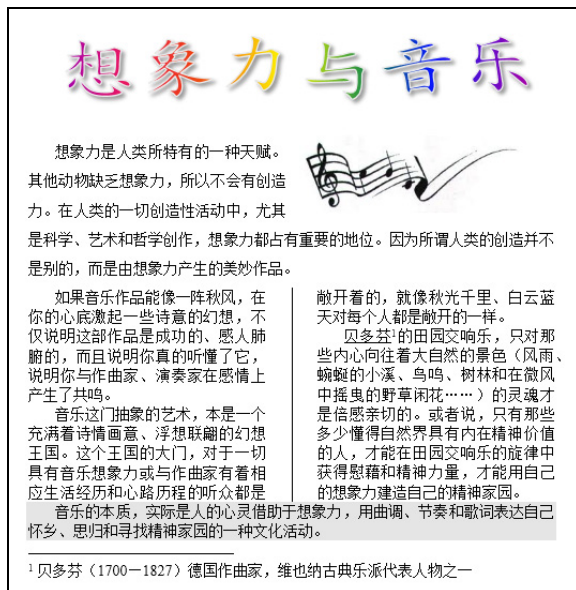 想象力与音乐
想象力是人类所特有的一种天赋。
其他动物缺乏想象力，所以不会有创造
力。在人类的一切创造性活动中，尤其
是科学、艺术和哲学创作，想象力都占有重要的地位。因为所谓人类的创造并不
是别的，而是由想象力产生的美妙作品。
如果音乐作品能像一阵秋风，在
你的心底激起一些诗意的幻想，不
仅说明这部作品是成功的、感人肺
腑的，而且说明你真的听懂了它，
说明你与作曲家、演奏家在感情上
产生了共鸣。
音乐这门抽象的艺术，本是一个
充满着诗情画意、浮想联翩的幻想
王国。这个王国的大门，对于一切
具有音乐想象力或与作曲家有着相
应生活经历和心路历程的听众都是
敞开着的，就像秋光千里、白云蓝
天对每个人都是敞开的一样。
贝多芬¹的田园交响乐，只对那
些内心向往着大自然的景色（风雨、
蜿蜒的小溪、鸟鸣、树林和在微风
中摇曳的野草闲花……）的灵魂才
是倍感亲切的。或者说，只有那些
多少懂得自然界具有内在精神价值
的人，才能在田园交响乐的旋律中
获得慰藉和精神力量，才能用自己
的想象力建造自己的精神家园。
音乐的本质，实际是人的心灵借助于想象力，用曲调、节奏和歌词表达自己
怀乡、思归和寻找精神家园的一种文化活动。
¹ 贝多芬（1700－1827）德国作曲家，维也纳古典乐派代表人物之一